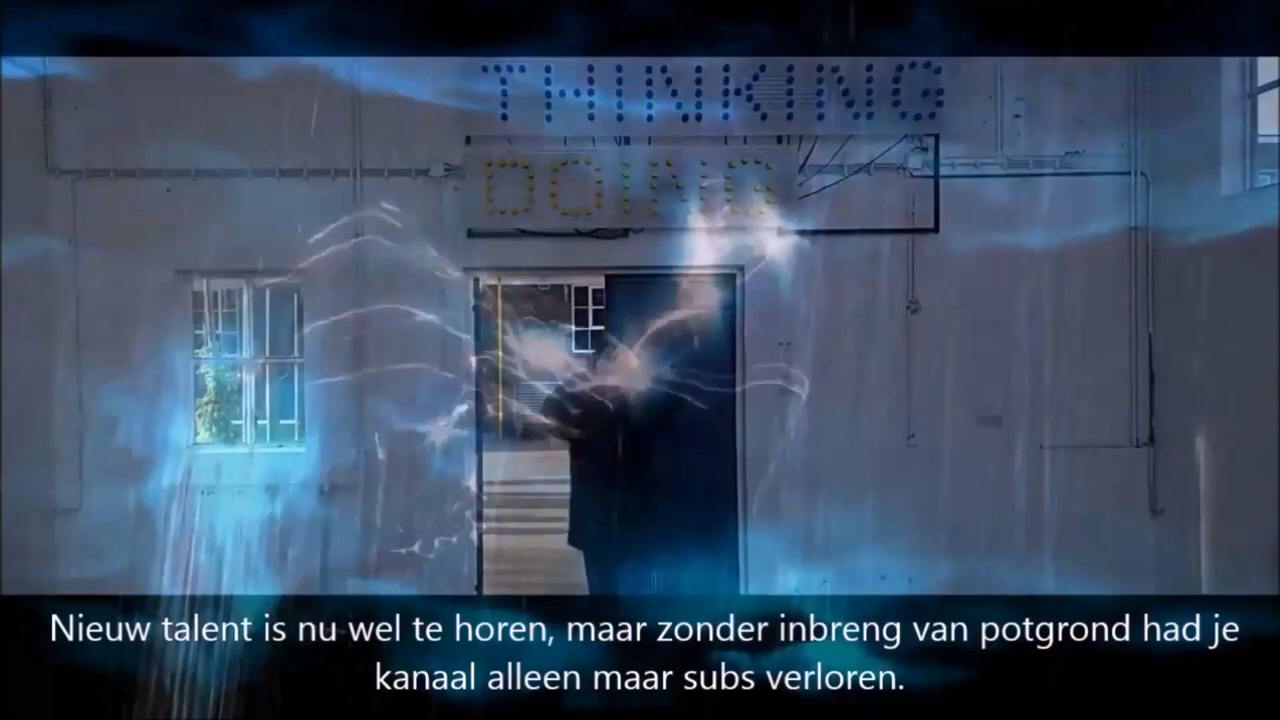 THINKING
DOING
Nieuw talent is nu wel te horen, maar zonder inbreng van potgrond had je
kanaal alleen maar subs verloren.